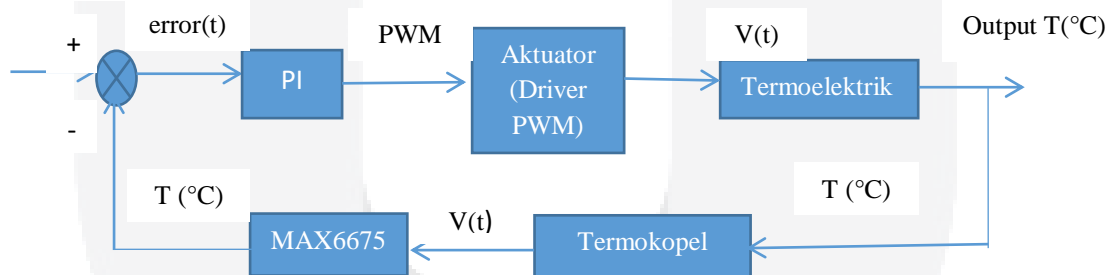 error(t)
PWM
V(t)
Output T(°C)
+
PI
Aktuator
(Driver
PWM)
Termoelektrik
-
T (°C)
V(t)
T (°C)
MAX6675
Termokopel